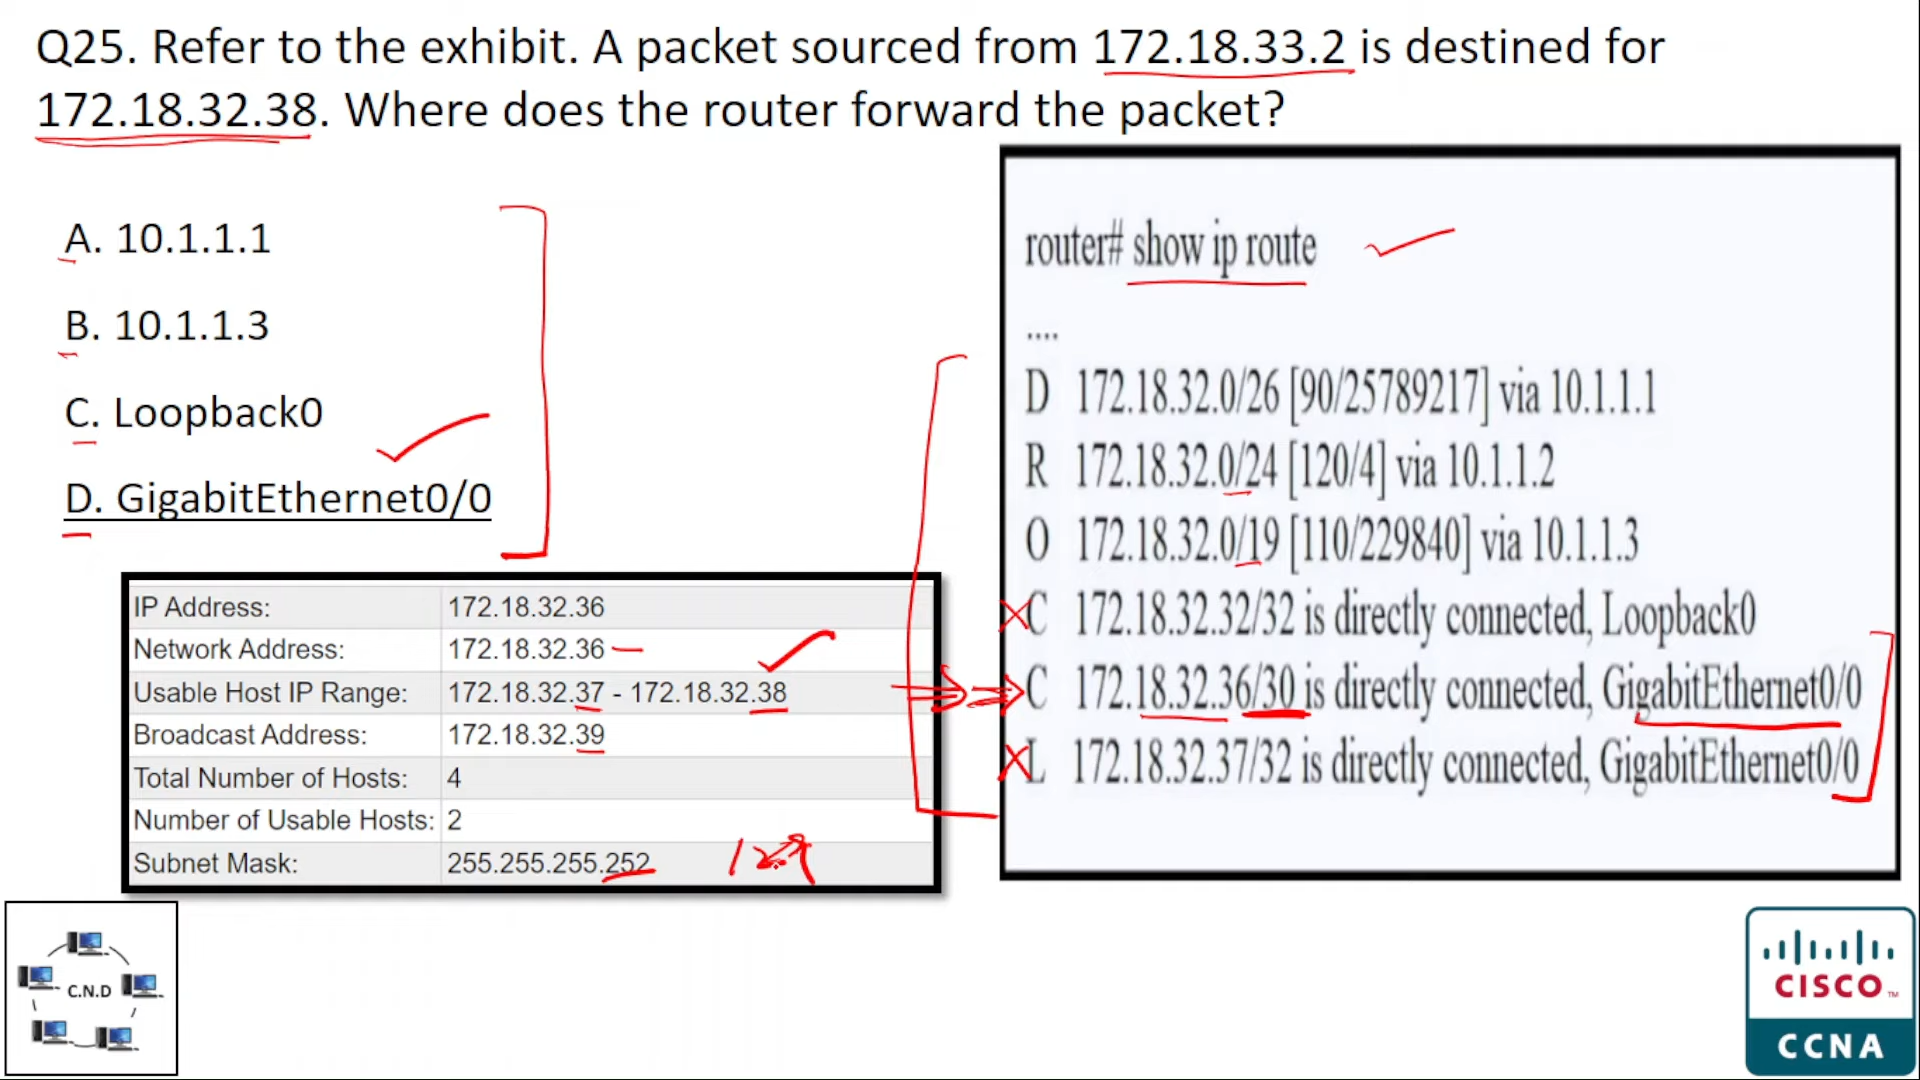 Q25. Refer to the exhibit. A packet sourced from 172.18.33.2 is destined for
172.18.32.38. Where does the router forward the packet?
A. 10.1.1.1
B. 10.1.1.3
C. Loopback0
D. GigabitEthernet0/0
router# show ip route
....
D 172.18.32.0/26 [90/25789217] via 10.1.1.1
R 172.18.32.0/24 [120/4] via 10.1.1.2
O 172.18.32.0/19 [110/229840] via 10.1.1.3
C 172.18.32.32/32 is directly connected, Loopback0
C 172.18.32.36/30 is directly connected, GigabitEthernet0/0
L 172.18.32.37/32 is directly connected, GigabitEthernet0/0
IP Address: 172.18.32.36
Network Address: 172.18.32.36
Usable Host IP Range: 172.18.32.37 - 172.18.32.38
Broadcast Address: 172.18.32.39
Total Number of Hosts: 4
Number of Usable Hosts: 2
Subnet Mask: 255.255.255.252
C.N.D
CISCO™
CCNA